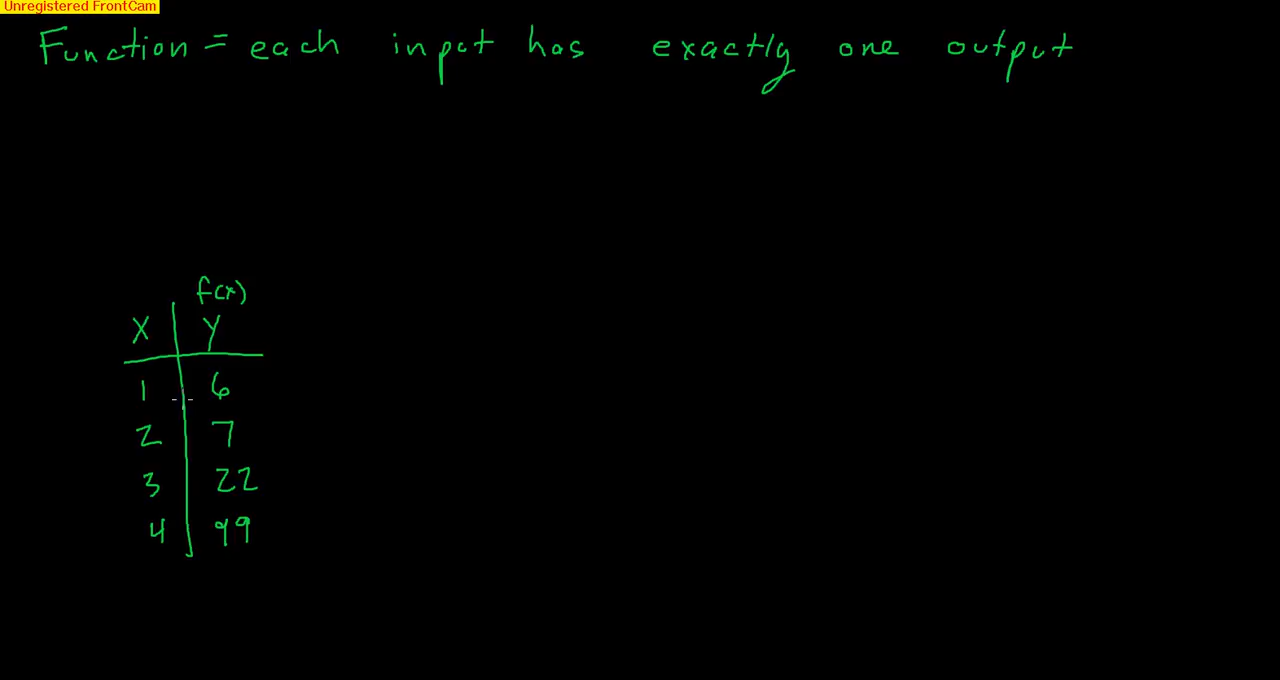 Unregistered FrontCam
Function = each input has exactly one output
f(x)
X Y
1 6
2 7
3 22
4 99